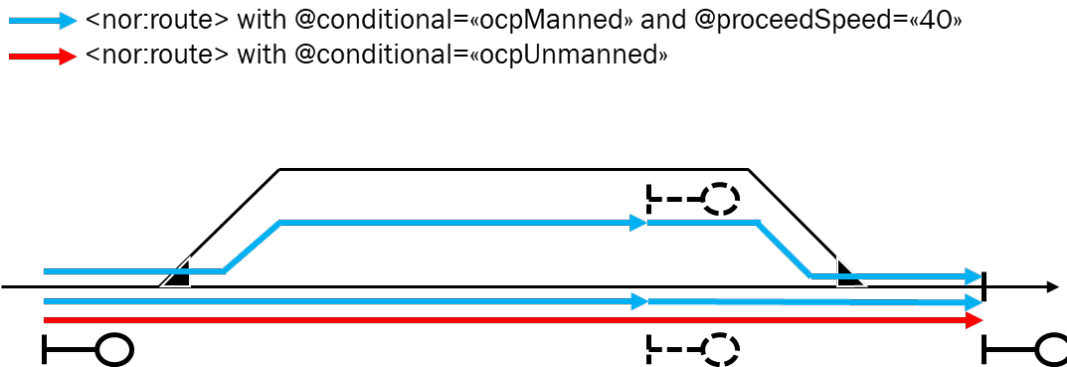 <nor:route> with @conditional=«ocpManned» and @proceedSpeed=«40»
<nor:route> with @conditional=«ocpUnmanned»